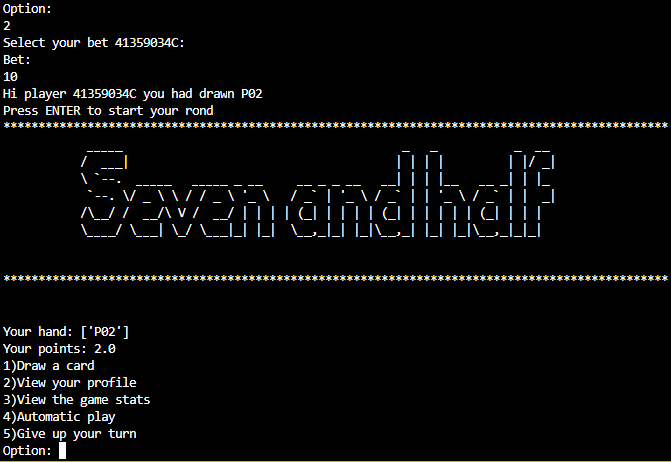 Option:
2
Select your bet 41359034C:
Bet:
10
Hi player 41359034C you had drawn P02
Press ENTER to start your rond
***********************************************************************************************
Seven andhalf
***********************************************************************************************
Your hand: ['P02']
Your points: 2.0
1)Draw a card
2)View your profile
3)View the game stats
4)Automatic play
5)Give up your turn
Option: